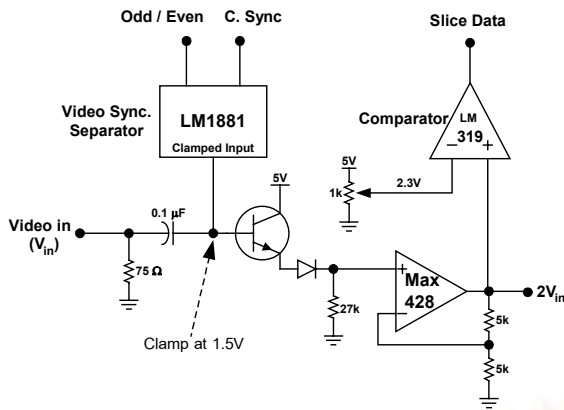 Odd / Even
C. Sync
Slice Data
Video Sync.
Separator
LM1881
Clamped Input
Comparator
LM
319
− +
5V
1k
2.3V
5V
Video in
(Vin)
0.1 µF
75 Ω
Clamp at 1.5V
27k
+
−
Max
428
2Vin
5k
5k